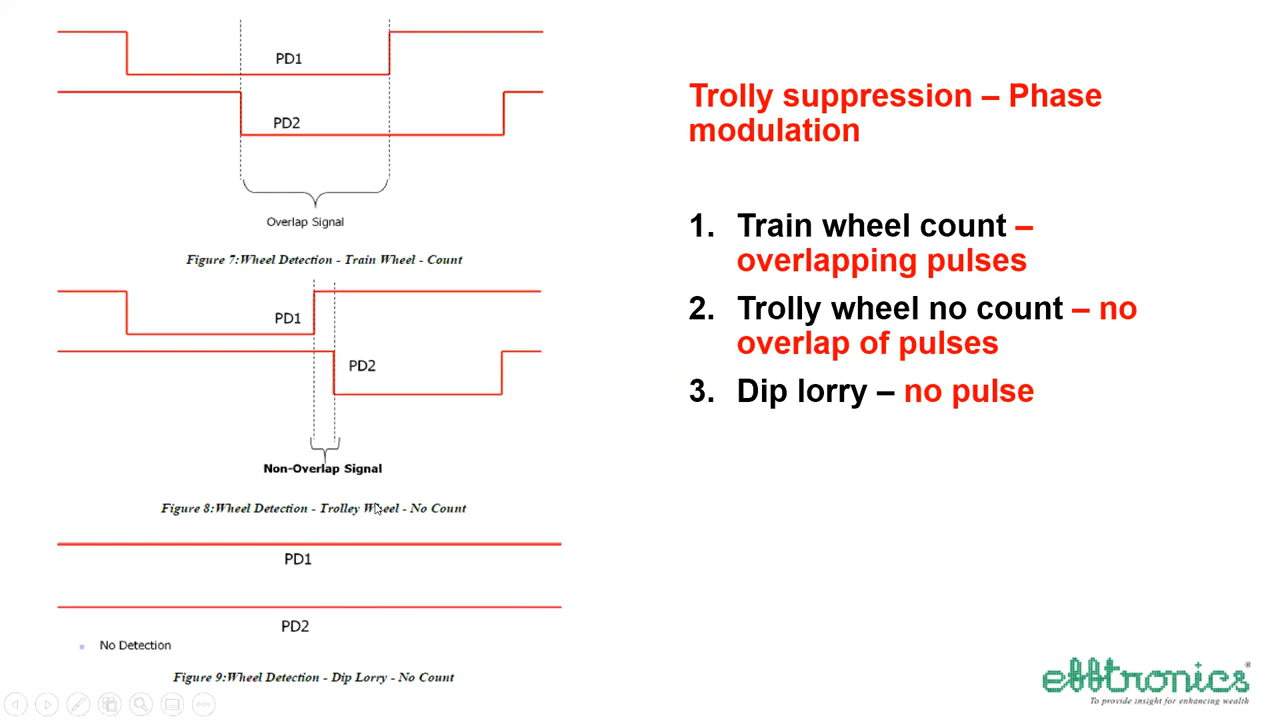 PD1
PD2
Overlap Signal
Figure 7:Wheel Detection - Train Wheel - Count
PD1
PD2
Non-Overlap Signal
Figure 8:Wheel Detection - Trolley Wheel - No Count
PD1
PD2
No Detection
Figure 9:Wheel Detection - Dip Lorry - No Count
Trolly suppression – Phase
modulation
1. Train wheel count –
overlapping pulses
2. Trolly wheel no count – no
overlap of pulses
3. Dip lorry – no pulse
efftronics®
To provide insight for enhancing wealth